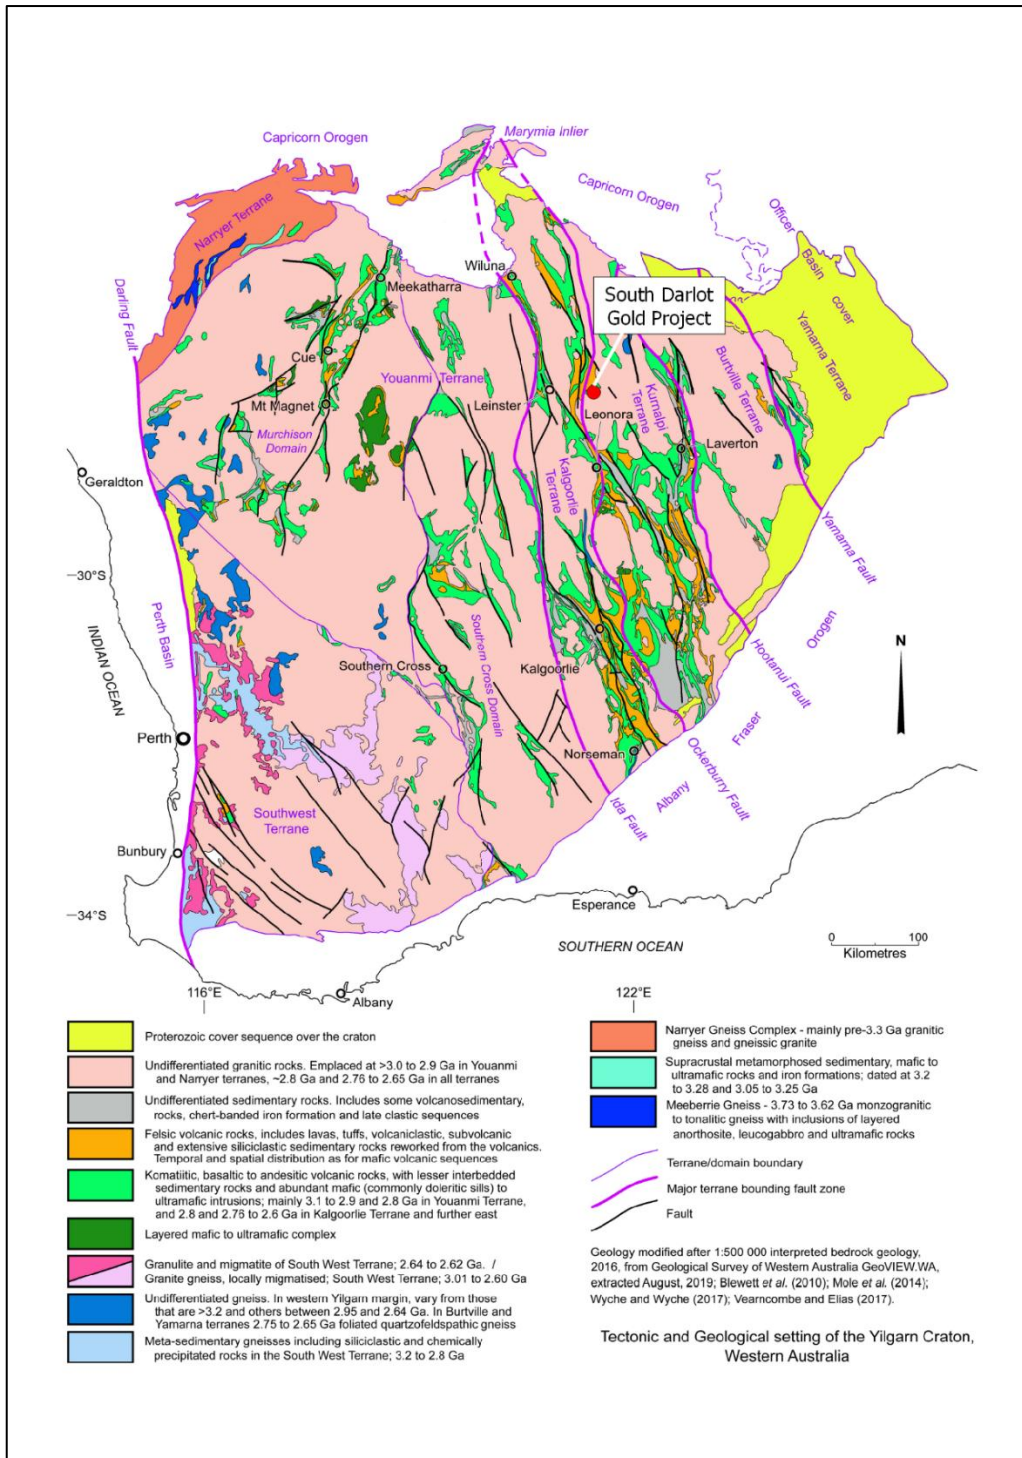 Capricorn Orogen
Marymia Inlier
Capricorn Orogen
Officer
Basin cover
Narryer Terrane
Yamarna Terrane
Darling Fault
Wiluna
Meekatharra
South Darlot
Gold Project
Cue
Youanmi Terrane
Burtville Terrane
Mt Magnet
Leinster
Leonora
Kurnalpi
Terrane
Murchison
Domain
Laverton
Geraldton
Kalgoorlie
Terrane
Yamarna Fault
—30°S
INDIAN OCEAN
Perth Basin
Southern Cross Domain
Hootanui Fault
Orogen
N
Southern Cross
Kalgoorlie
Perth
Fraser
Norseman
Ockerburry Fault
Albany
Ida Fault
Southwest
Terrane
Bunbury
Esperance
—34°S
SOUTHERN OCEAN
0 100
Kilometres
116°E
122°E
Albany
Proterozoic cover sequence over the craton
Undifferentiated granitic rocks. Emplaced at >3.0 to 2.9 Ga in Youanmi
and Narryer terranes, ~2.8 Ga and 2.76 to 2.65 Ga in all terranes
Undifferentiated sedimentary rocks. Includes some volcanosedimentary,
rocks, chert-banded iron formation and late clastic sequences
Felsic volcanic rocks, includes lavas, tuffs, volcaniclastic, subvolcanic
and extensive siliciclastic sedimentary rocks reworked from the volcanics.
Temporal and spatial distribution as for mafic volcanic sequences
Komatiitic, basaltic to andesitic volcanic rocks, with lesser interbedded
sedimentary rocks and abundant mafic (commonly doleritic sills) to
ultramafic intrusions; mainly 3.1 to 2.9 and 2.8 Ga in Youanmi Terrane,
and 2.8 and 2.76 to 2.6 Ga in Kalgoorlie Terrane and further east
Layered mafic to ultramafic complex
Granulite and migmatite of South West Terrane; 2.64 to 2.62 Ga. /
Granite gneiss, locally migmatised; South West Terrane; 3.01 to 2.60 Ga
Undifferentiated gneiss. In western Yilgarn margin, vary from those
that are >3.2 and others between 2.95 and 2.64 Ga. In Burtville and
Yamarna terranes 2.75 to 2.65 Ga foliated quartzofeldspathic gneiss
Meta-sedimentary gneisses including siliciclastic and chemically
precipitated rocks in the South West Terrane; 3.2 to 2.8 Ga
Narryer Gneiss Complex - mainly pre-3.3 Ga granitic
gneiss and gneissic granite
Supracrustal metamorphosed sedimentary, mafic to
ultramafic rocks and iron formations; dated at 3.2
to 3.28 and 3.05 to 3.25 Ga
Meeberrie Gneiss - 3.73 to 3.62 Ga monzogranitic
to tonalitic gneiss with inclusions of layered
anorthosite, leucogabbro and ultramafic rocks
Terrane/domain boundary
Major terrane bounding fault zone
Fault
Geology modified after 1:500 000 interpreted bedrock geology,
2016, from Geological Survey of Western Australia GeoVIEW.WA,
extracted August, 2019; Blewett et al. (2010); Mole et al. (2014);
Wyche and Wyche (2017); Vearncombe and Elias (2017).
Tectonic and Geological setting of the Yilgarn Craton,
Western Australia